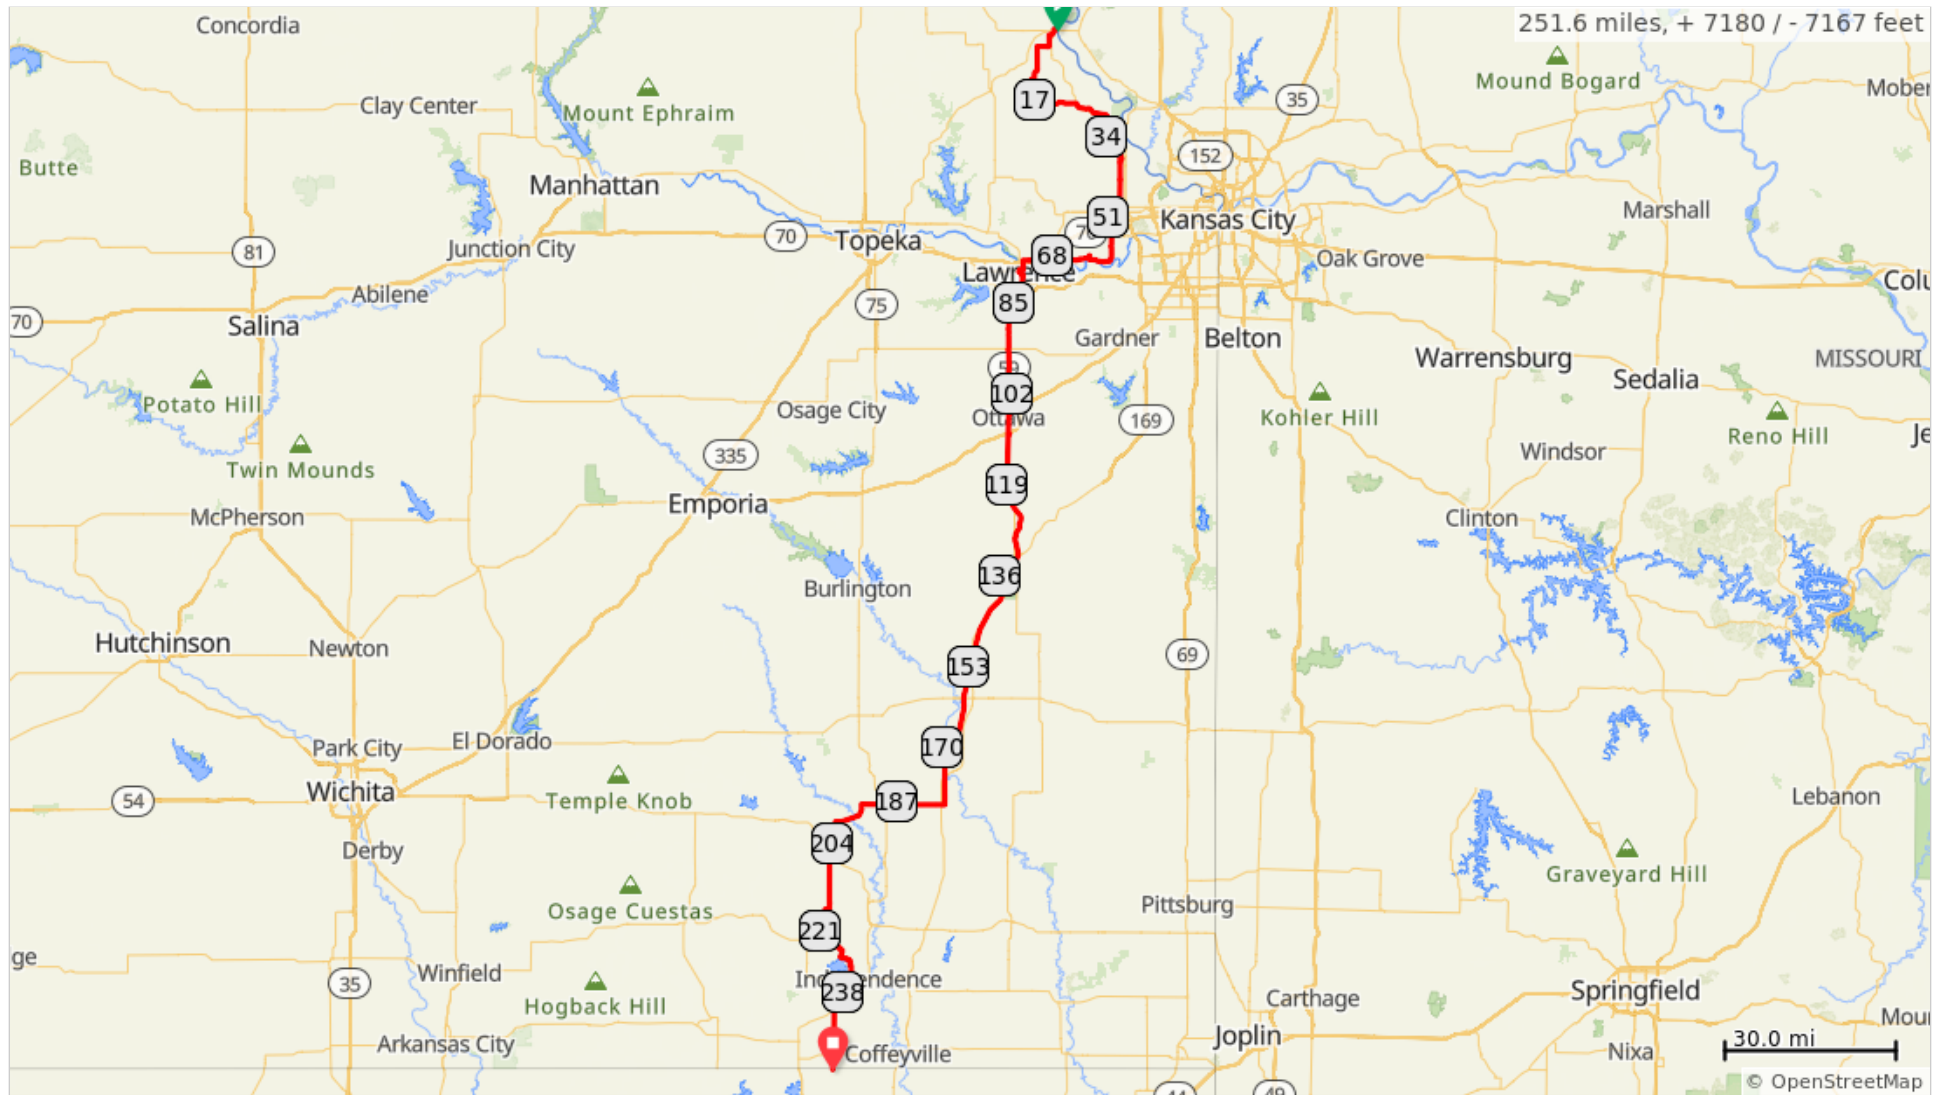 Concordia
251.6 miles, + 7180 / - 7167 feet
Mound Bogard
Mober
Clay Center
Mount Ephraim
17
35
34
152
Butte
Manhattan
51
Kansas City
Marshall
81
Junction City
70
Topeka
68
Lawrence
Oak Grove
Colu
Abilene
75
85
70
Salina
Gardner
Belton
Warrensburg
MISSOURI
Sedalia
Potato Hill
Osage City
102
Ottawa
169
Kohler Hill
Reno Hill
Je
Twin Mounds
335
Windsor
119
Emporia
McPherson
Clinton
136
Burlington
Hutchinson
Newton
153
69
Park City
El Dorado
170
Wichita
54
Temple Knob
187
Lebanon
Derby
204
Graveyard Hill
Osage Cuestas
Pittsburg
221
ge
Winfield
35
Hogback Hill
Independence
238
Carthage
Springfield
Arkansas City
Coffeyville
Joplin
Nixa
Moun
30.0 mi
© OpenStreetMap